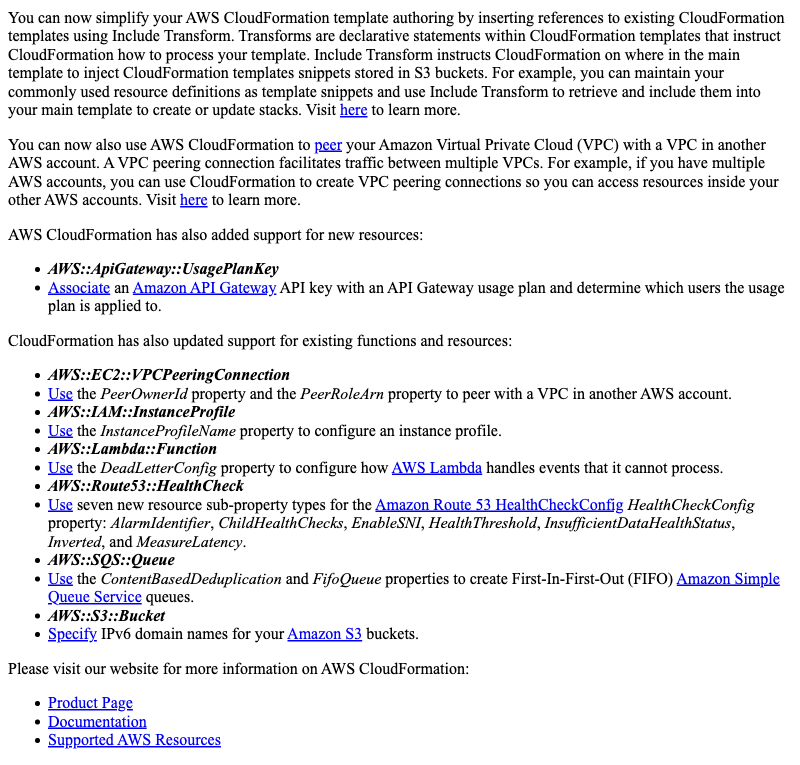 You can now simplify your AWS CloudFormation template authoring by inserting references to existing CloudFormation
templates using Include Transform. Transforms are declarative statements within CloudFormation templates that instruct
CloudFormation how to process your template. Include Transform instructs CloudFormation on where in the main
template to inject CloudFormation templates snippets stored in S3 buckets. For example, you can maintain your
commonly used resource definitions as template snippets and use Include Transform to retrieve and include them into
your main template to create or update stacks. Visit here to learn more.
You can now also use AWS CloudFormation to peer your Amazon Virtual Private Cloud (VPC) with a VPC in another
AWS account. A VPC peering connection facilitates traffic between multiple VPCs. For example, if you have multiple
AWS accounts, you can use CloudFormation to create VPC peering connections so you can access resources inside your
other AWS accounts. Visit here to learn more.
AWS CloudFormation has also added support for new resources:
• AWS::ApiGateway::UsagePlanKey
• Associate an Amazon API Gateway API key with an API Gateway usage plan and determine which users the usage
plan is applied to.
CloudFormation has also updated support for existing functions and resources:
• AWS::EC2::VPCPeeringConnection
• Use the PeerOwnerId property and the PeerRoleArn property to peer with a VPC in another AWS account.
• AWS::IAM::InstanceProfile
• Use the InstanceProfileName property to configure an instance profile.
• AWS::Lambda::Function
• Use the DeadLetterConfig property to configure how AWS Lambda handles events that it cannot process.
• AWS::Route53::HealthCheck
• Use seven new resource sub-property types for the Amazon Route 53 HealthCheckConfig HealthCheckConfig
property: AlarmIdentifier, ChildHealthChecks, EnableSNI, HealthThreshold, InsufficientDataHealthStatus,
Inverted, and MeasureLatency.
• AWS::SQS::Queue
• Use the ContentBasedDeduplication and FifoQueue properties to create First-In-First-Out (FIFO) Amazon Simple
Queue Service queues.
• AWS::S3::Bucket
• Specify IPv6 domain names for your Amazon S3 buckets.
Please visit our website for more information on AWS CloudFormation:
• Product Page
• Documentation
• Supported AWS Resources